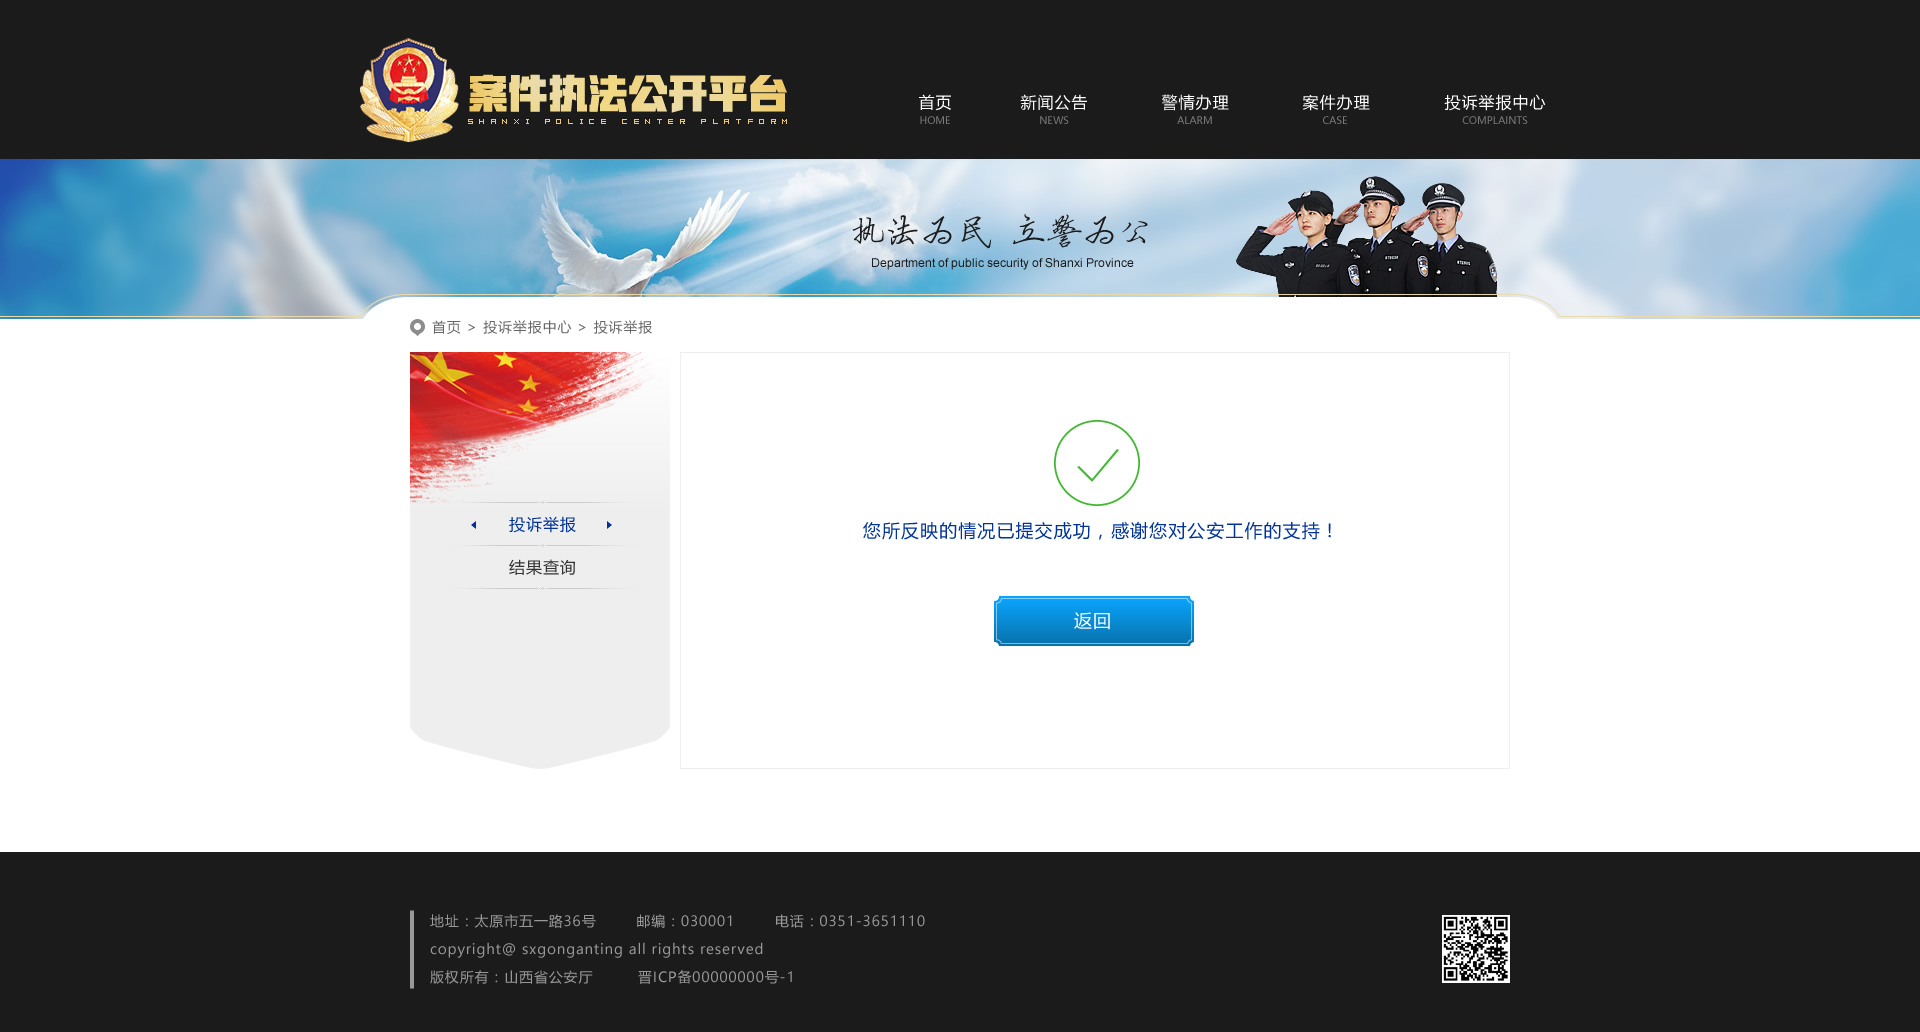 案件执法公开平台
SHANXI POLICE CENTER PLATFORM
首页 新闻公告 警情办理 案件办理 投诉举报中心
HOME NEWS ALARM CASE COMPLAINTS
执法为民 立警为公
Department of public security of Shanxi Province
首页 > 投诉举报中心 > 投诉举报
投诉举报
结果查询
您所反映的情况已提交成功，感谢您对公安工作的支持！
返回
地址：太原市五一路36号 邮编：030001 电话：0351-3651110
copyright@ sxgonganting all rights reserved
版权所有：山西省公安厅 晋ICP备00000000号-1